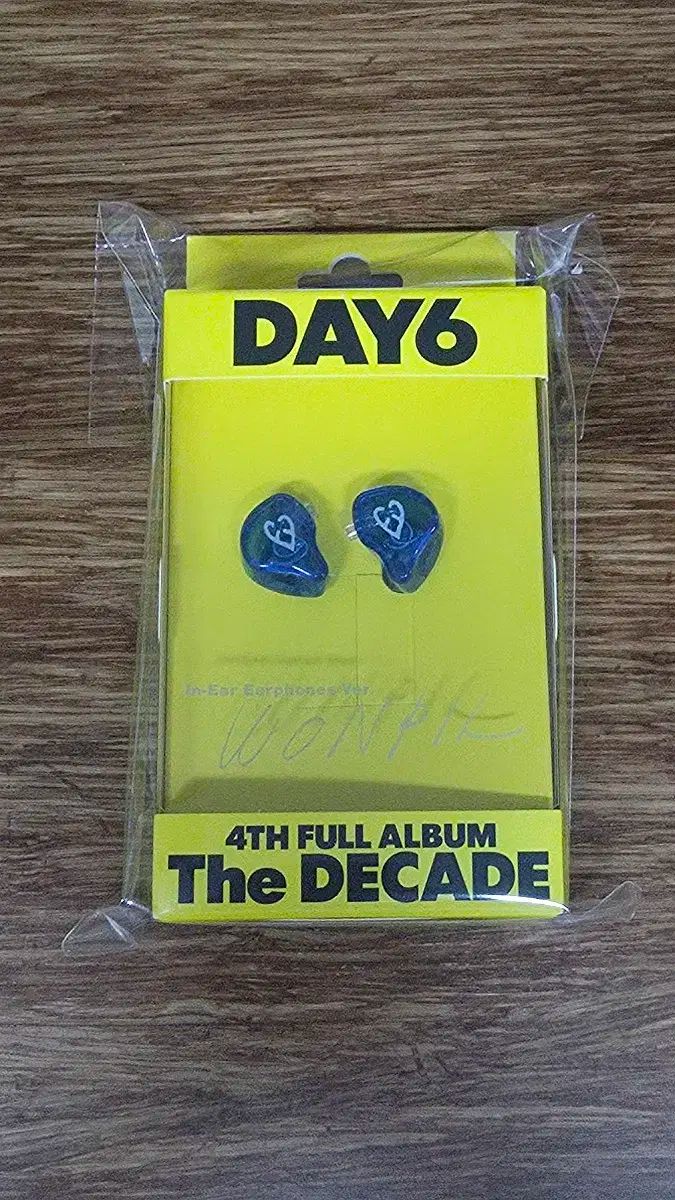 DAY6
In-Ear Earphones Ver
WONPIL
4TH FULL ALBUM
The DECADE